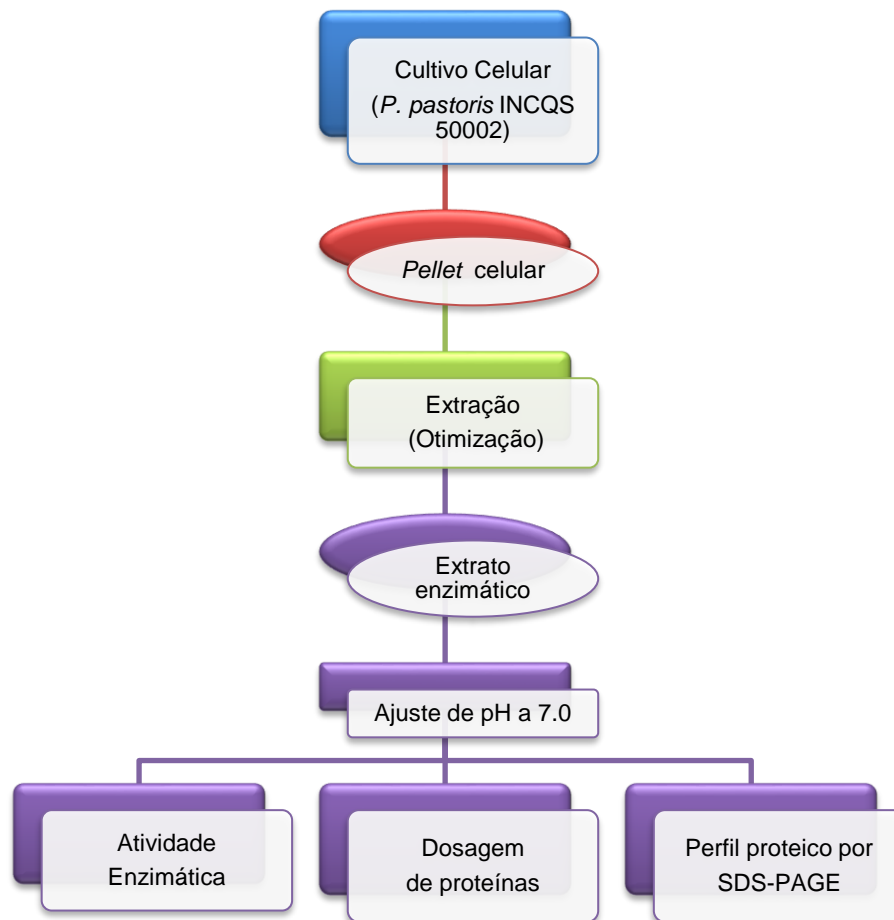 Cultivo Celular
(P. pastoris INCQS
50002)
Pellet celular
Extração
(Otimização)
Extrato
enzimático
Ajuste de pH a 7.0
Atividade
Enzimática
Dosagem
de proteínas
Perfil proteico por
SDS-PAGE